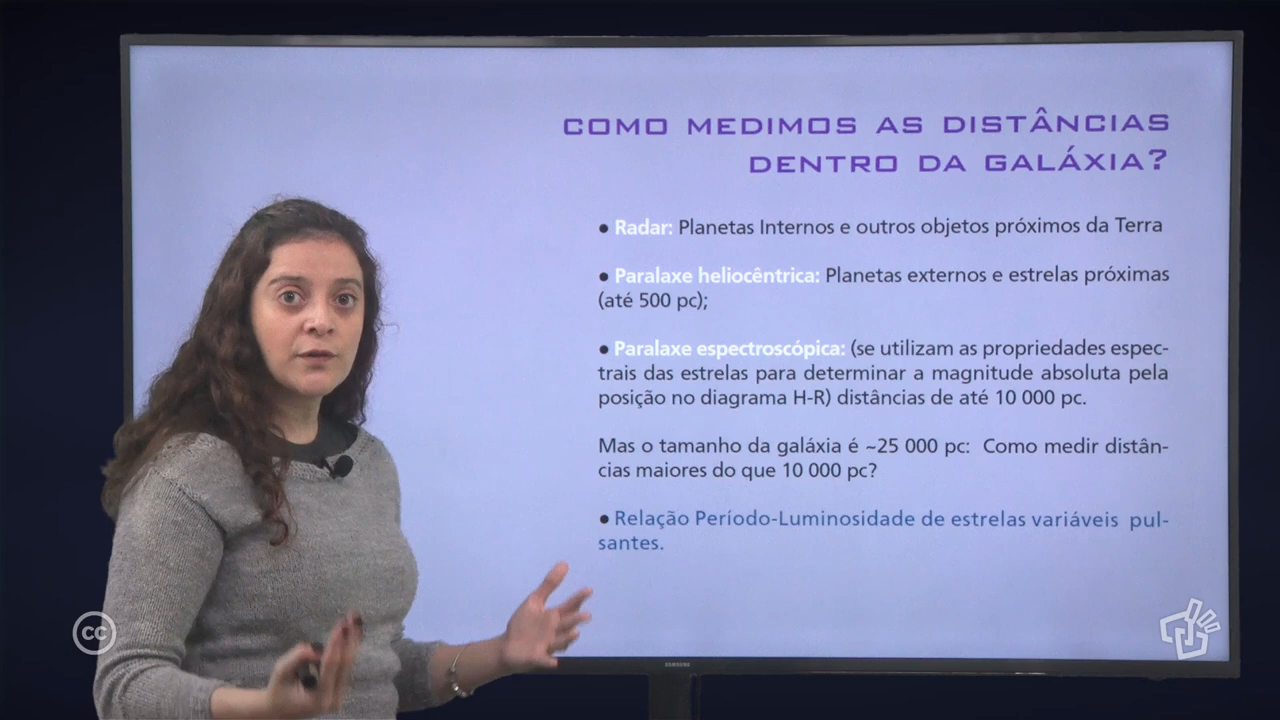 COMO MEDIMOS AS DISTÂNCIAS
DENTRO DA GALÁXIA?
● Radar: Planetas Internos e outros objetos próximos da Terra
● Paralaxe heliocêntrica: Planetas externos e estrelas próximas
(até 500 pc);
● Paralaxe espectroscópica: (se utilizam as propriedades espec-
trais das estrelas para determinar a magnitude absoluta pela
posição no diagrama H-R) distâncias de até 10 000 pc.
Mas o tamanho da galáxia é ~25 000 pc: Como medir distân-
cias maiores do que 10 000 pc?
● Relação Período-Luminosidade de estrelas variáveis pul-
santes.
cc
SAMSUNG